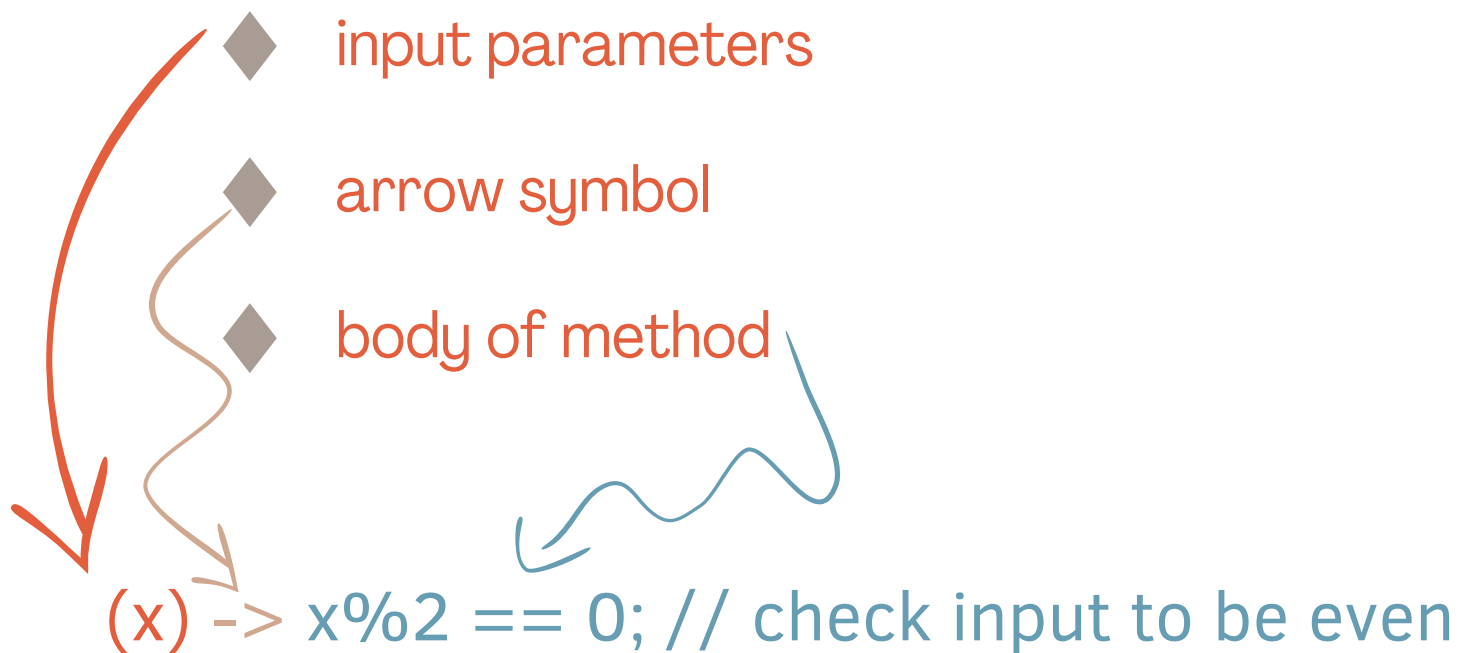 input parameters
arrow symbol
body of method
(x) -> x%2 == 0; // check input to be even